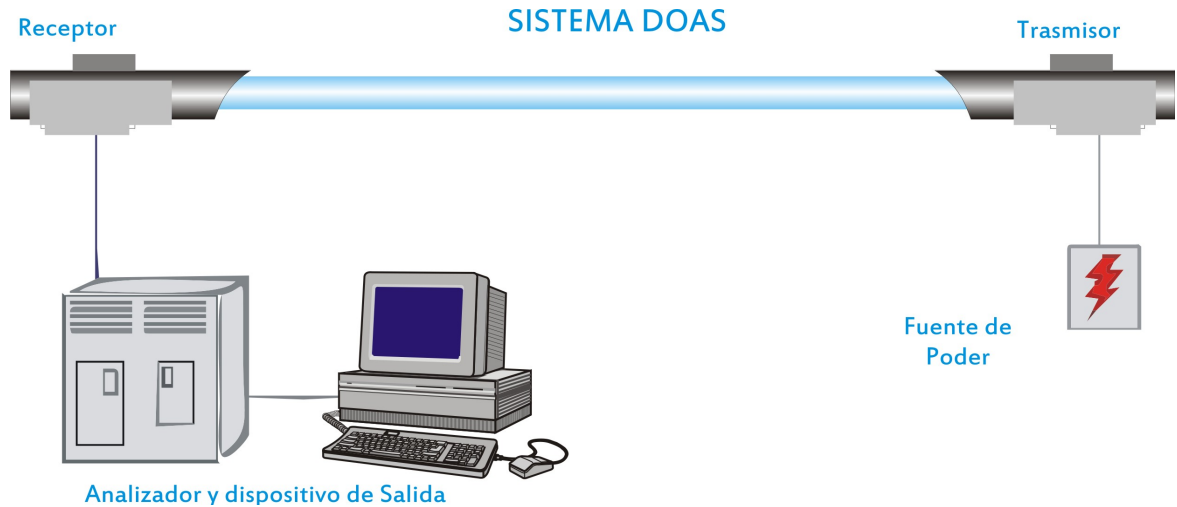 SISTEMA DOAS
Receptor
Trasmisor
Fuente de
Poder
Analizador y dispositivo de Salida